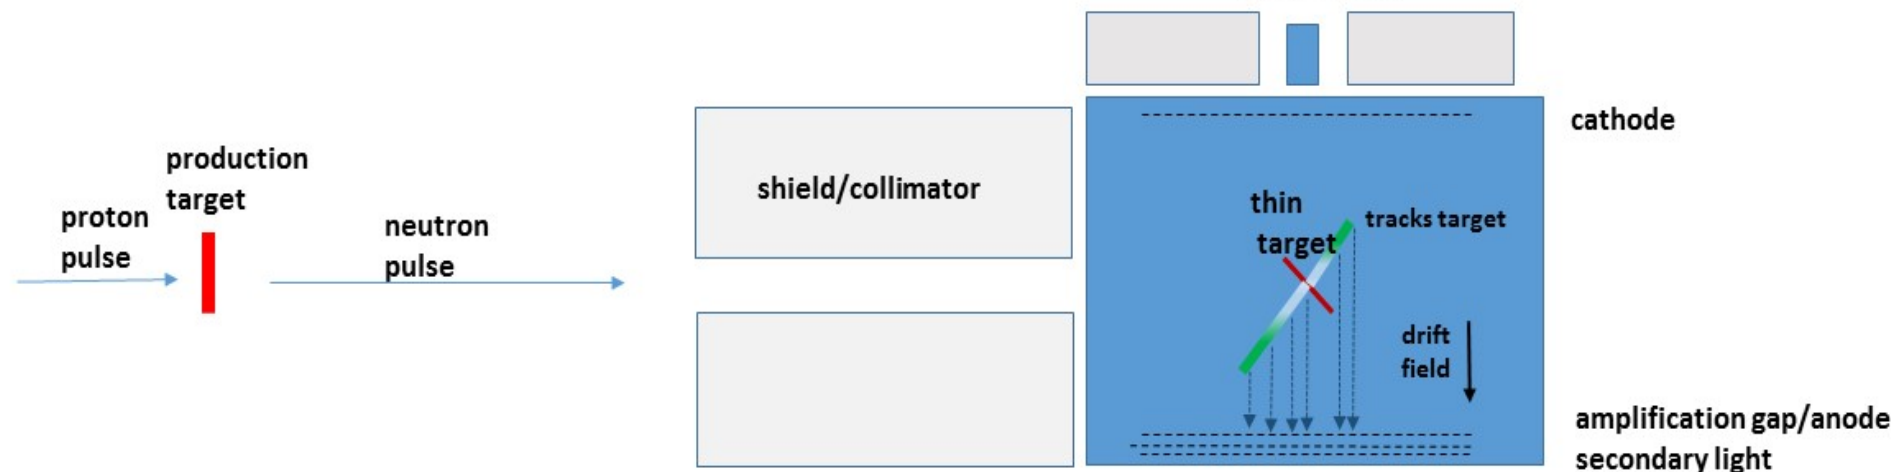 production
target
proton
pulse
neutron
pulse
shield/collimator
cathode
thin
target
tracks target
drift
field
amplification gap/anode
secondary light